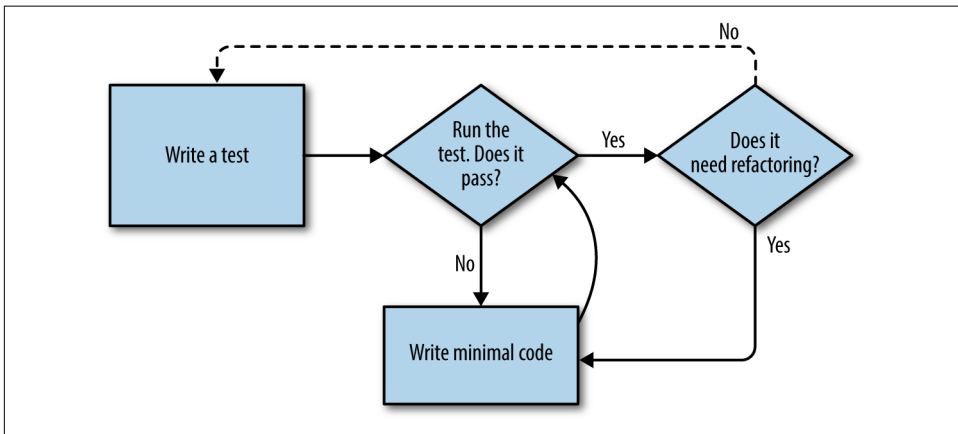 No
Write a test
Run the
test. Does it
pass?
Yes
Does it
need refactoring?
No
Yes
Write minimal code